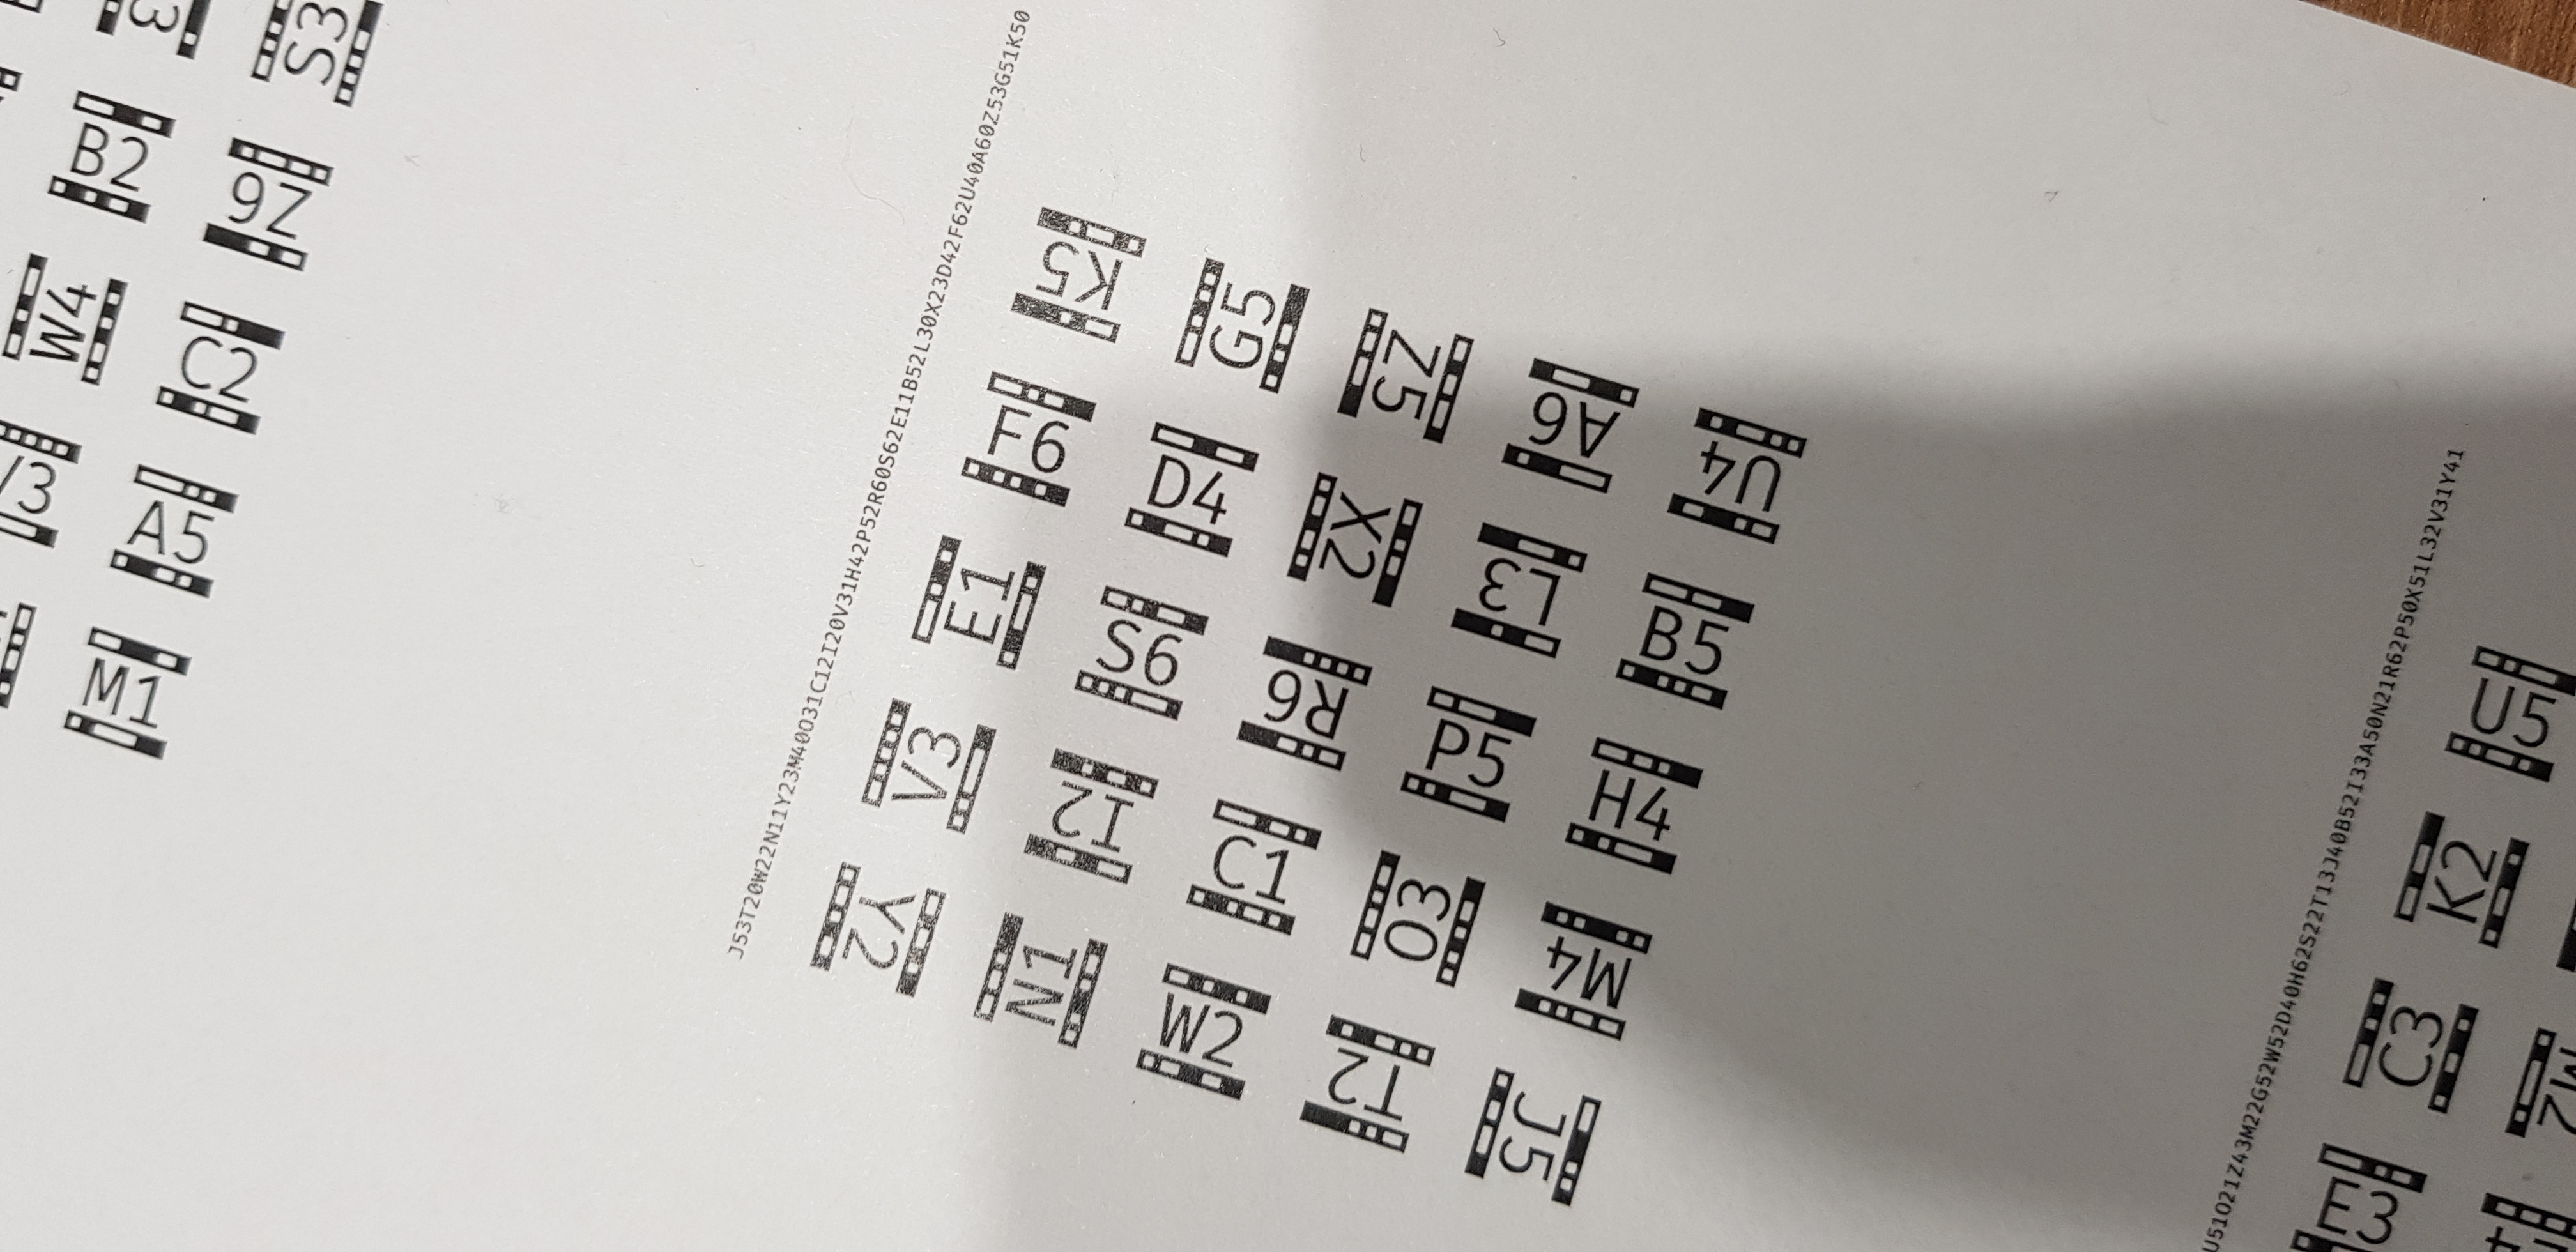 V3 W4 B2
M1 A5 C2 9Z S3
J53T20W22N11Y23M40O31C12I20V31H42P52R60S62E11B52L30X23D42F62U40A60Z53G51K50
Y2 V3 E1 F6 K5
N1 I2 S6 D4 G5
W2 C1 R6 X2 Z5
T2 O3 P5 L3 A6
J5 M4 H4 B5 U4
U51O21Z43M22G52W52D40H62S22T13J40B52I33A50N21R62P50X51L32V31Y41
E3 C3 K2 U5